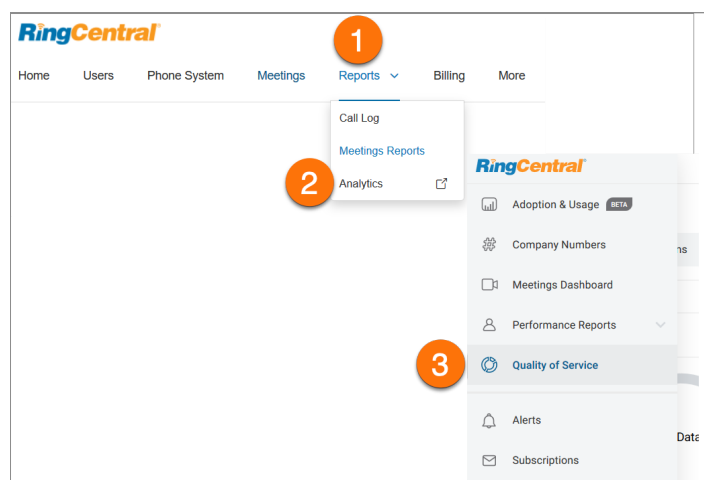 RingCentral
1
Home Users Phone System Meetings Reports Billing More
Call Log
Meetings Reports
2 Analytics
RingCentral
Adoption & Usage BETA
Company Numbers
ns
Meetings Dashboard
Performance Reports
3 Quality of Service
Alerts
Data
Subscriptions